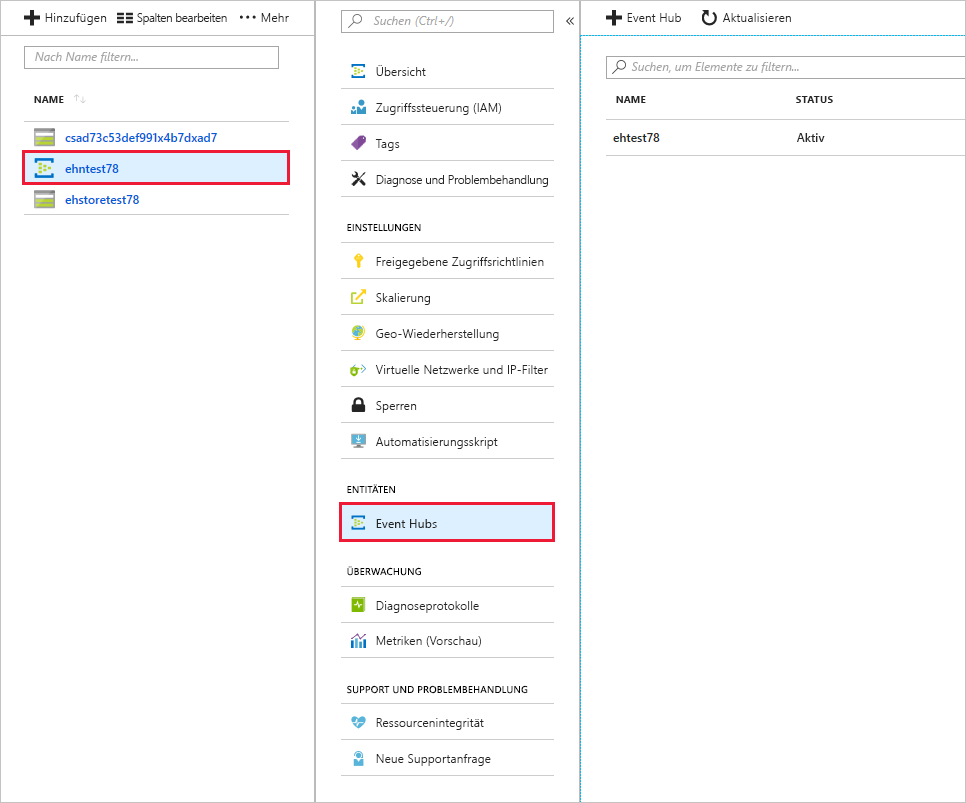 Hinzufügen Spalten bearbeiten Mehr
Nach Name filtern...
NAME
csad73c53def991x4b7dxad7
ehntest78
ehstoretest78
Suchen (Ctrl+/)
Übersicht
Zugriffssteuerung (IAM)
Tags
Diagnose und Problembehandlung
EINSTELLUNGEN
Freigegebene Zugriffsrichtlinien
Skalierung
Geo-Wiederherstellung
Virtuelle Netzwerke und IP-Filter
Sperren
Automatisierungsskript
ENTITÄTEN
Event Hubs
ÜBERWACHUNG
Diagnoseprotokolle
Metriken (Vorschau)
SUPPORT UND PROBLEMBEHANDLUNG
Ressourcenintegrität
Neue Supportanfrage
Event Hub Aktualisieren
Suchen, um Elemente zu filtern...
NAME STATUS
ehtest78 Aktiv